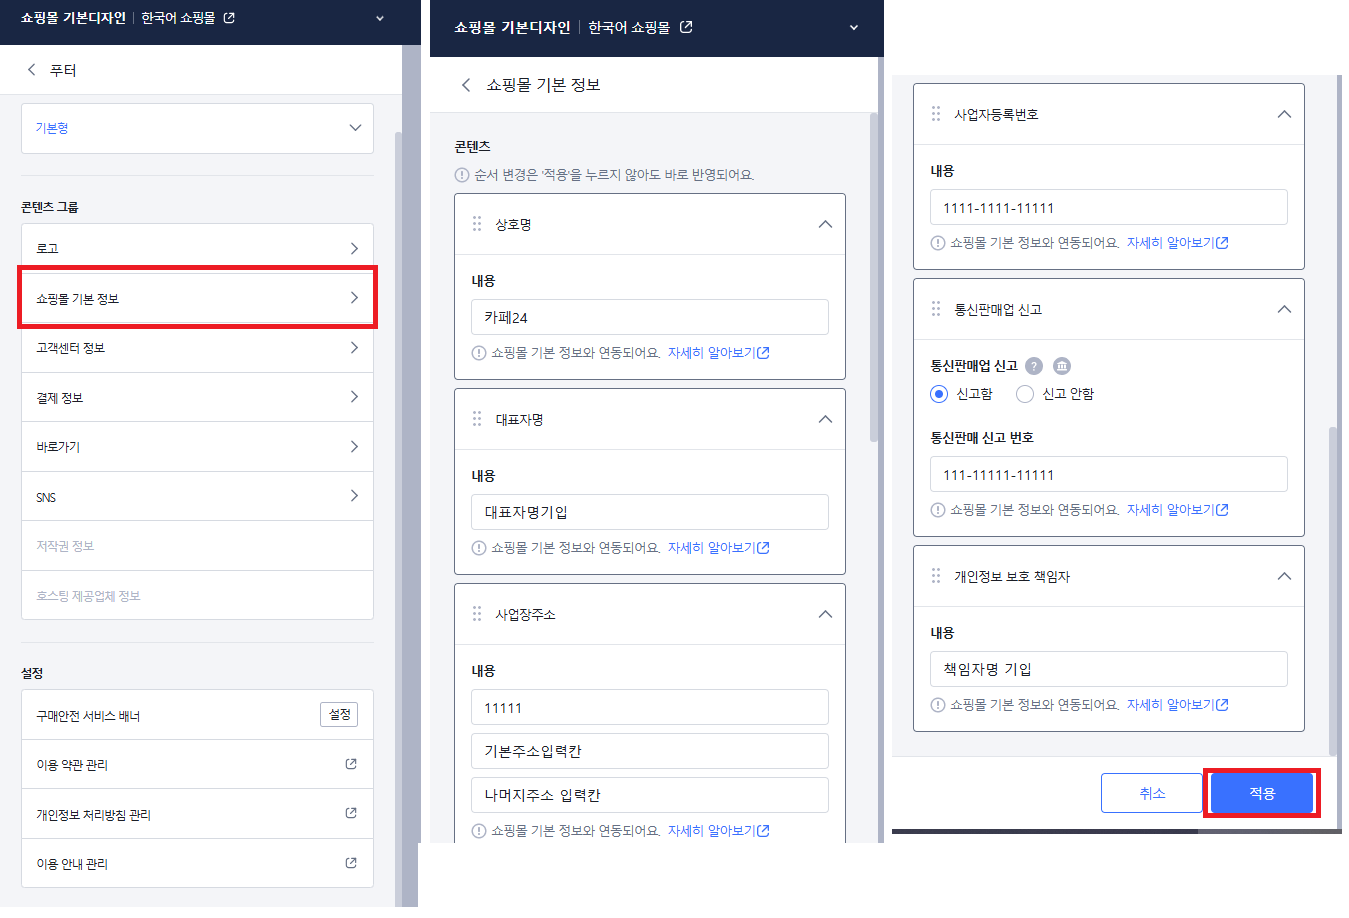 쇼핑몰 기본디자인 | 한국어 쇼핑몰
푸터
기본형
콘텐츠 그룹
로고
쇼핑몰 기본 정보
고객센터 정보
결제 정보
바로가기
SNS
저작권 정보
호스팅 제공업체 정보
설정
구매안전 서비스 배너
설정
이용 약관 관리
개인정보 처리방침 관리
이용 안내 관리
쇼핑몰 기본디자인 | 한국어 쇼핑몰
쇼핑몰 기본 정보
콘텐츠
순서 변경은 '적용'을 누르지 않아도 바로 반영되어요.
상호명
내용
카페24
쇼핑몰 기본 정보와 연동되어요. 자세히 알아보기
대표자명
내용
대표자명기입
쇼핑몰 기본 정보와 연동되어요. 자세히 알아보기
사업장주소
내용
11111
기본주소입력칸
나머지주소 입력칸
쇼핑몰 기본 정보와 연동되어요. 자세히 알아보기
사업자등록번호
내용
1111-1111-11111
쇼핑몰 기본 정보와 연동되어요. 자세히 알아보기
통신판매업 신고
통신판매업 신고 ?
신고함 신고 안함
통신판매 신고 번호
111-11111-11111
쇼핑몰 기본 정보와 연동되어요. 자세히 알아보기
개인정보 보호 책임자
내용
책임자명 기입
쇼핑몰 기본 정보와 연동되어요. 자세히 알아보기
취소 적용